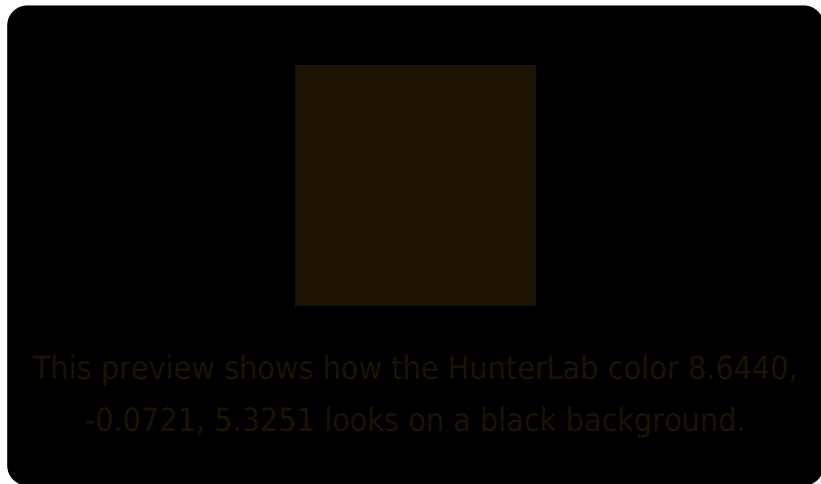 This preview shows how the HunterLab color 8.6440,
-0.0721, 5.3251 looks on a black background.